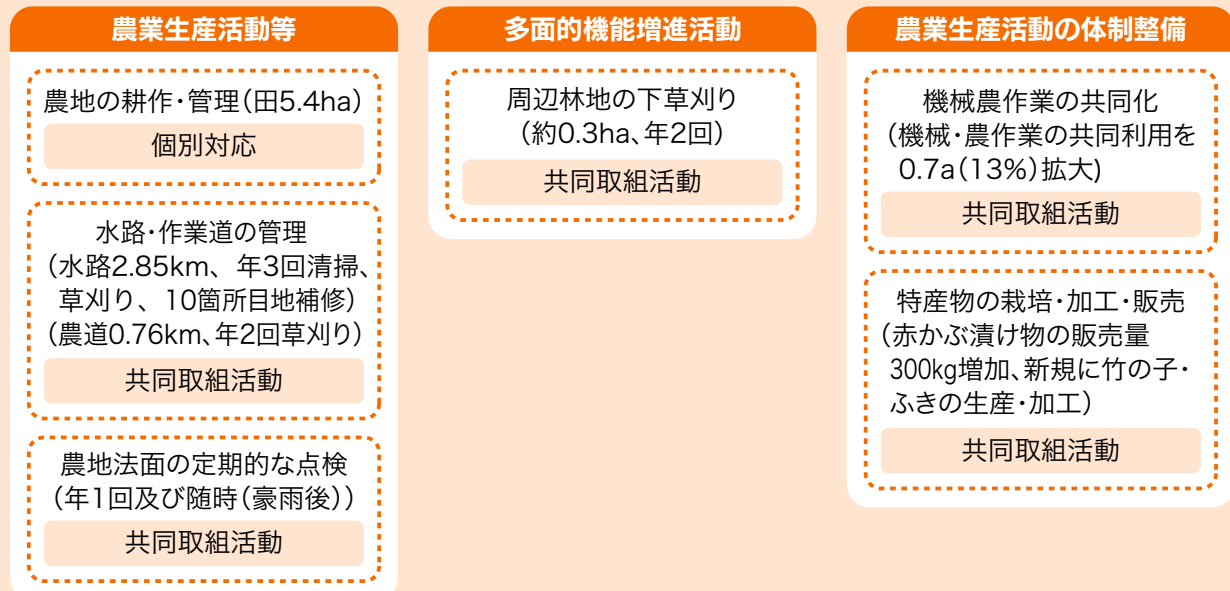 農業生産活動等
農地の耕作・管理(田5.4ha)
個別対応
水路・作業道の管理
(水路2.85km、年3回清掃、
草刈り、10箇所目地補修)
(農道0.76km、年2回草刈り)
共同取組活動
農地法面の定期的な点検
(年1回及び随時(豪雨後))
共同取組活動
多面的機能増進活動
周辺林地の下草刈り
(約0.3ha、年2回)
共同取組活動
農業生産活動の体制整備
機械農作業の共同化
(機械・農作業の共同利用を
0.7a(13%)拡大)
共同取組活動
特産物の栽培・加工・販売
(赤かぶ漬け物の販売量
300kg増加、新規に竹の子・
ふきの生産・加工)
共同取組活動